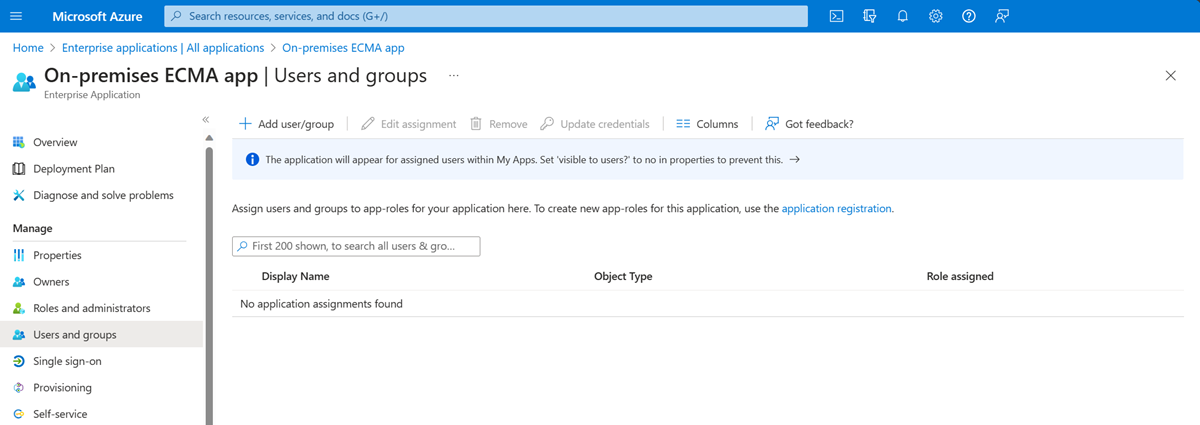 Microsoft Azure
Search resources, services, and docs (G+/)
Home > Enterprise applications | All applications > On-premises ECMA app
On-premises ECMA app | Users and groups ...
Enterprise Application
«
Overview
Deployment Plan
Diagnose and solve problems
Manage
Properties
Owners
Roles and administrators
Users and groups
Single sign-on
Provisioning
Self-service
Add user/group
Edit assignment
Remove
Update credentials
Columns
Got feedback?
The application will appear for assigned users within My Apps. Set 'visible to users?' to no in properties to prevent this. →
Assign users and groups to app-roles for your application here. To create new app-roles for this application, use the application registration.
First 200 shown, to search all users & gro...
Display Name Object Type Role assigned
No application assignments found